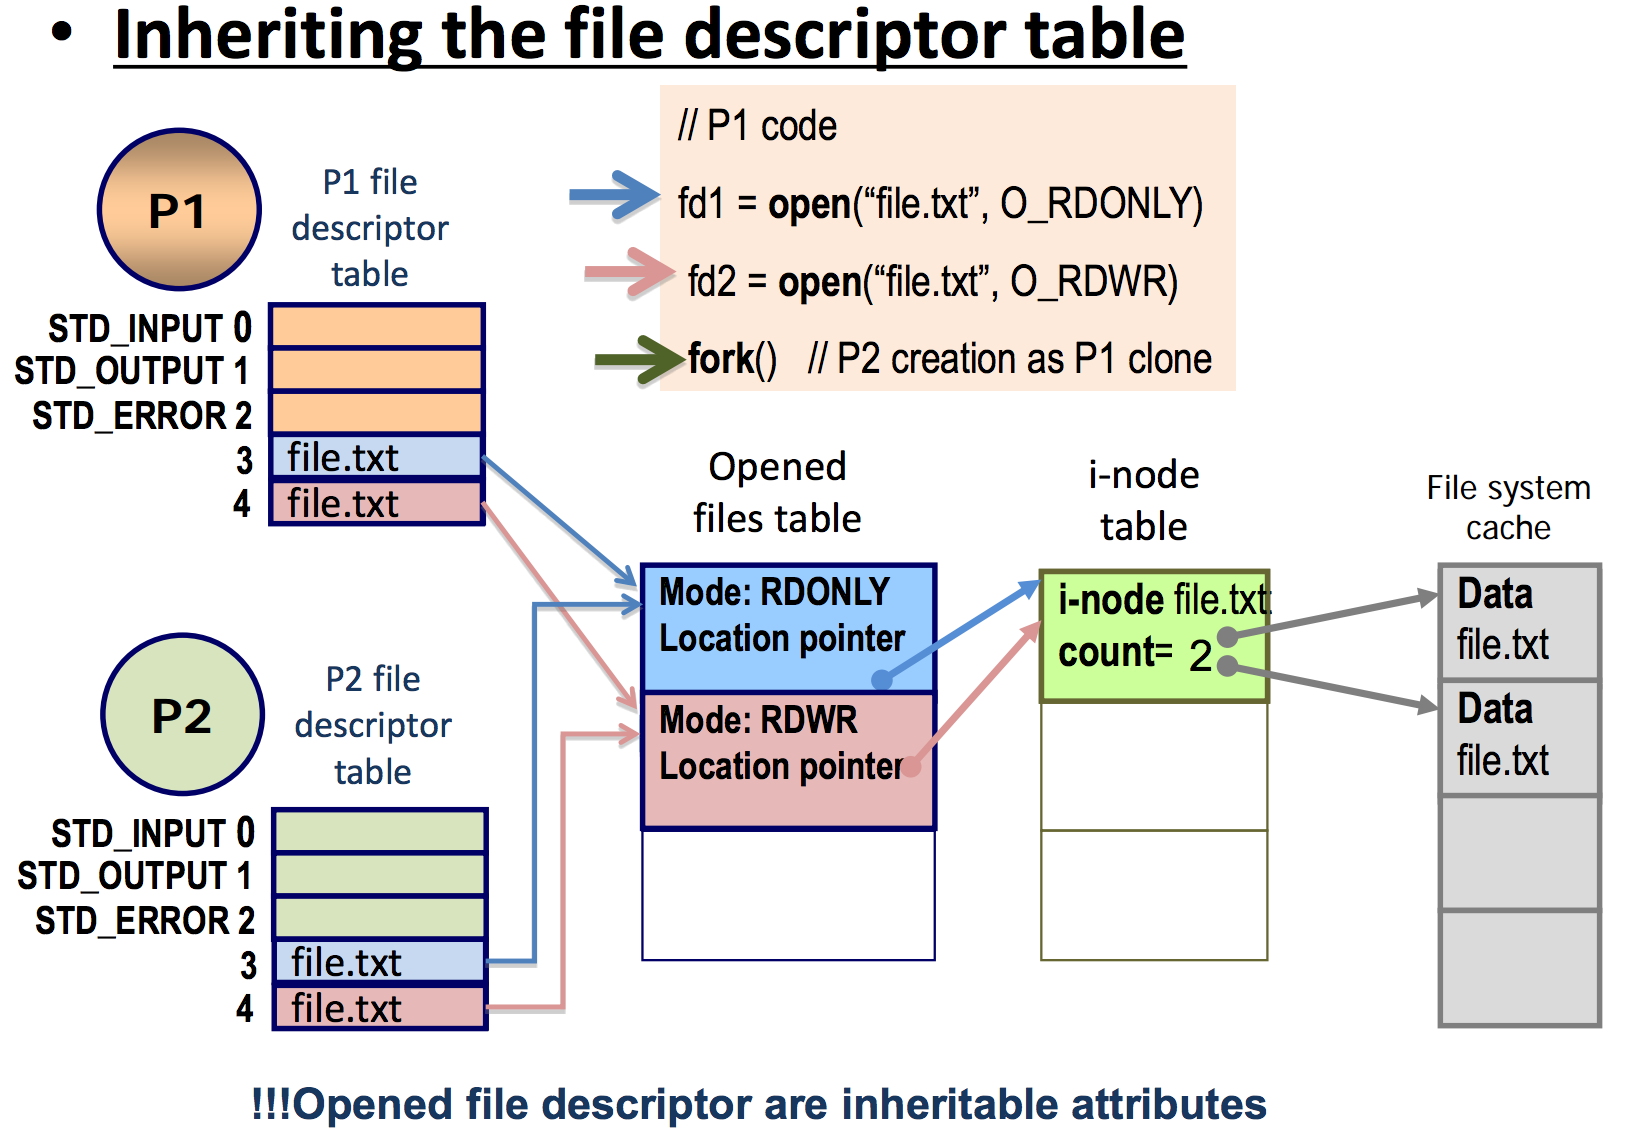 • Inheriting the file descriptor table
// P1 code
fd1 = open(“file.txt”, O_RDONLY)
fd2 = open(“file.txt”, O_RDWR)
fork() // P2 creation as P1 clone
P1
P1 file
descriptor
table
STD_INPUT 0
STD_OUTPUT 1
STD_ERROR 2
3 file.txt
4 file.txt
Opened
files table
Mode: RDONLY
Location pointer
Mode: RDWR
Location pointer
i-node
table
i-node file.txt:
count= 2
File system
cache
Data
file.txt
Data
file.txt
P2
P2 file
descriptor
table
STD_INPUT 0
STD_OUTPUT 1
STD_ERROR 2
3 file.txt
4 file.txt
!!!Opened file descriptor are inheritable attributes